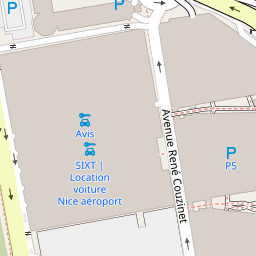 P
P
Avis
SIXT |
Location
voiture
Nice aéroport
Avenue René Couzinet
P
P5